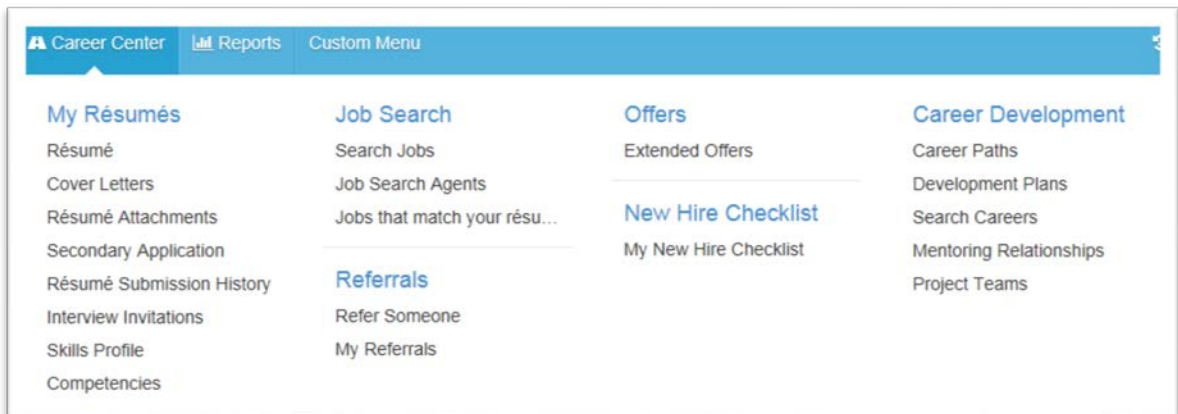 Career Center Reports Custom Menu
My Résumés
Résumé
Cover Letters
Résumé Attachments
Secondary Application
Résumé Submission History
Interview Invitations
Skills Profile
Competencies
Job Search
Search Jobs
Job Search Agents
Jobs that match your résu...
Referrals
Refer Someone
My Referrals
Offers
Extended Offers
New Hire Checklist
My New Hire Checklist
Career Development
Career Paths
Development Plans
Search Careers
Mentoring Relationships
Project Teams